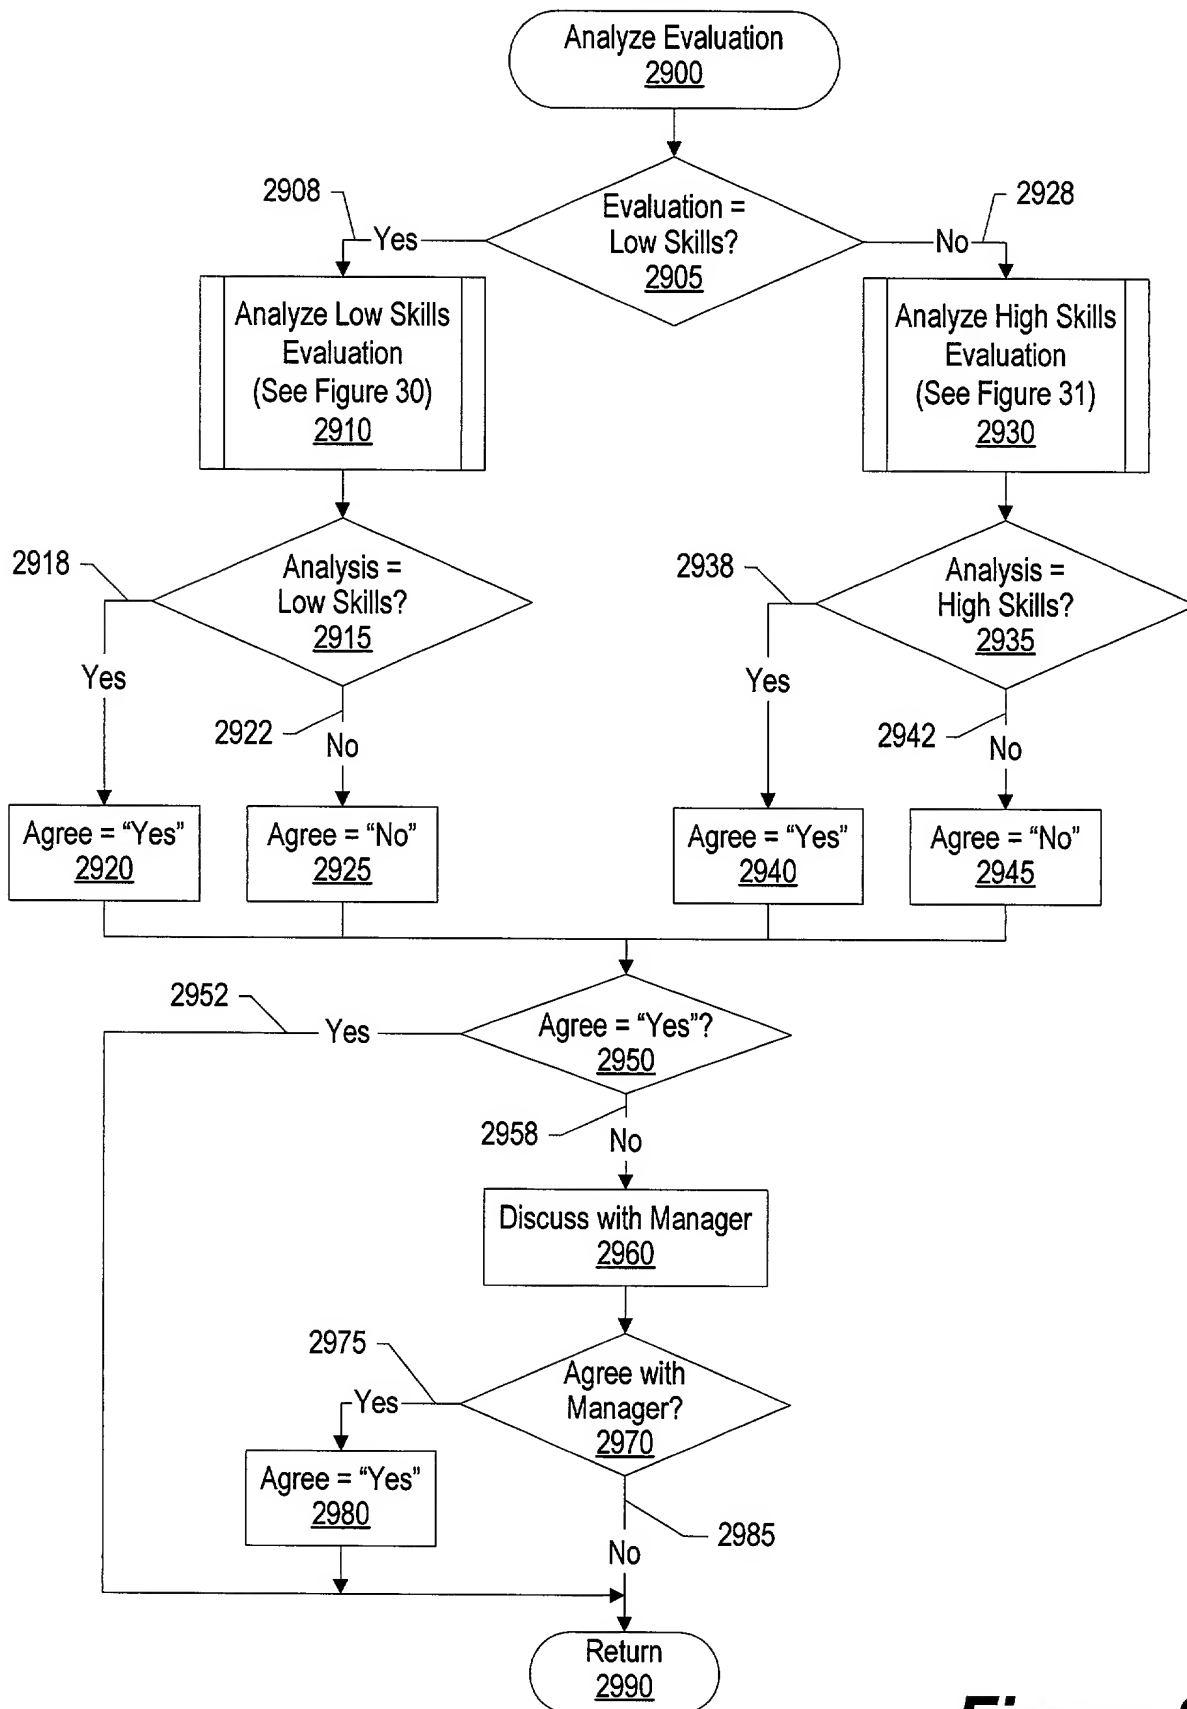 Analyze Evaluation
2900
2908
2928
Evaluation =
Low Skills?
2905
Yes
No
Analyze Low Skills
Evaluation
(See Figure 30)
2910
Analyze High Skills
Evaluation
(See Figure 31)
2930
2918
Analysis =
Low Skills?
2915
2938
Analysis =
High Skills?
2935
Yes
2922
No
Yes
2942
No
Agree = “Yes”
2920
Agree = “No”
2925
Agree = “Yes”
2940
Agree = “No”
2945
2952
Yes
Agree = “Yes”?
2950
2958
No
Discuss with Manager
2960
2975
Yes
Agree with
Manager?
2970
Agree = “Yes”
2980
2985
No
Return
2990